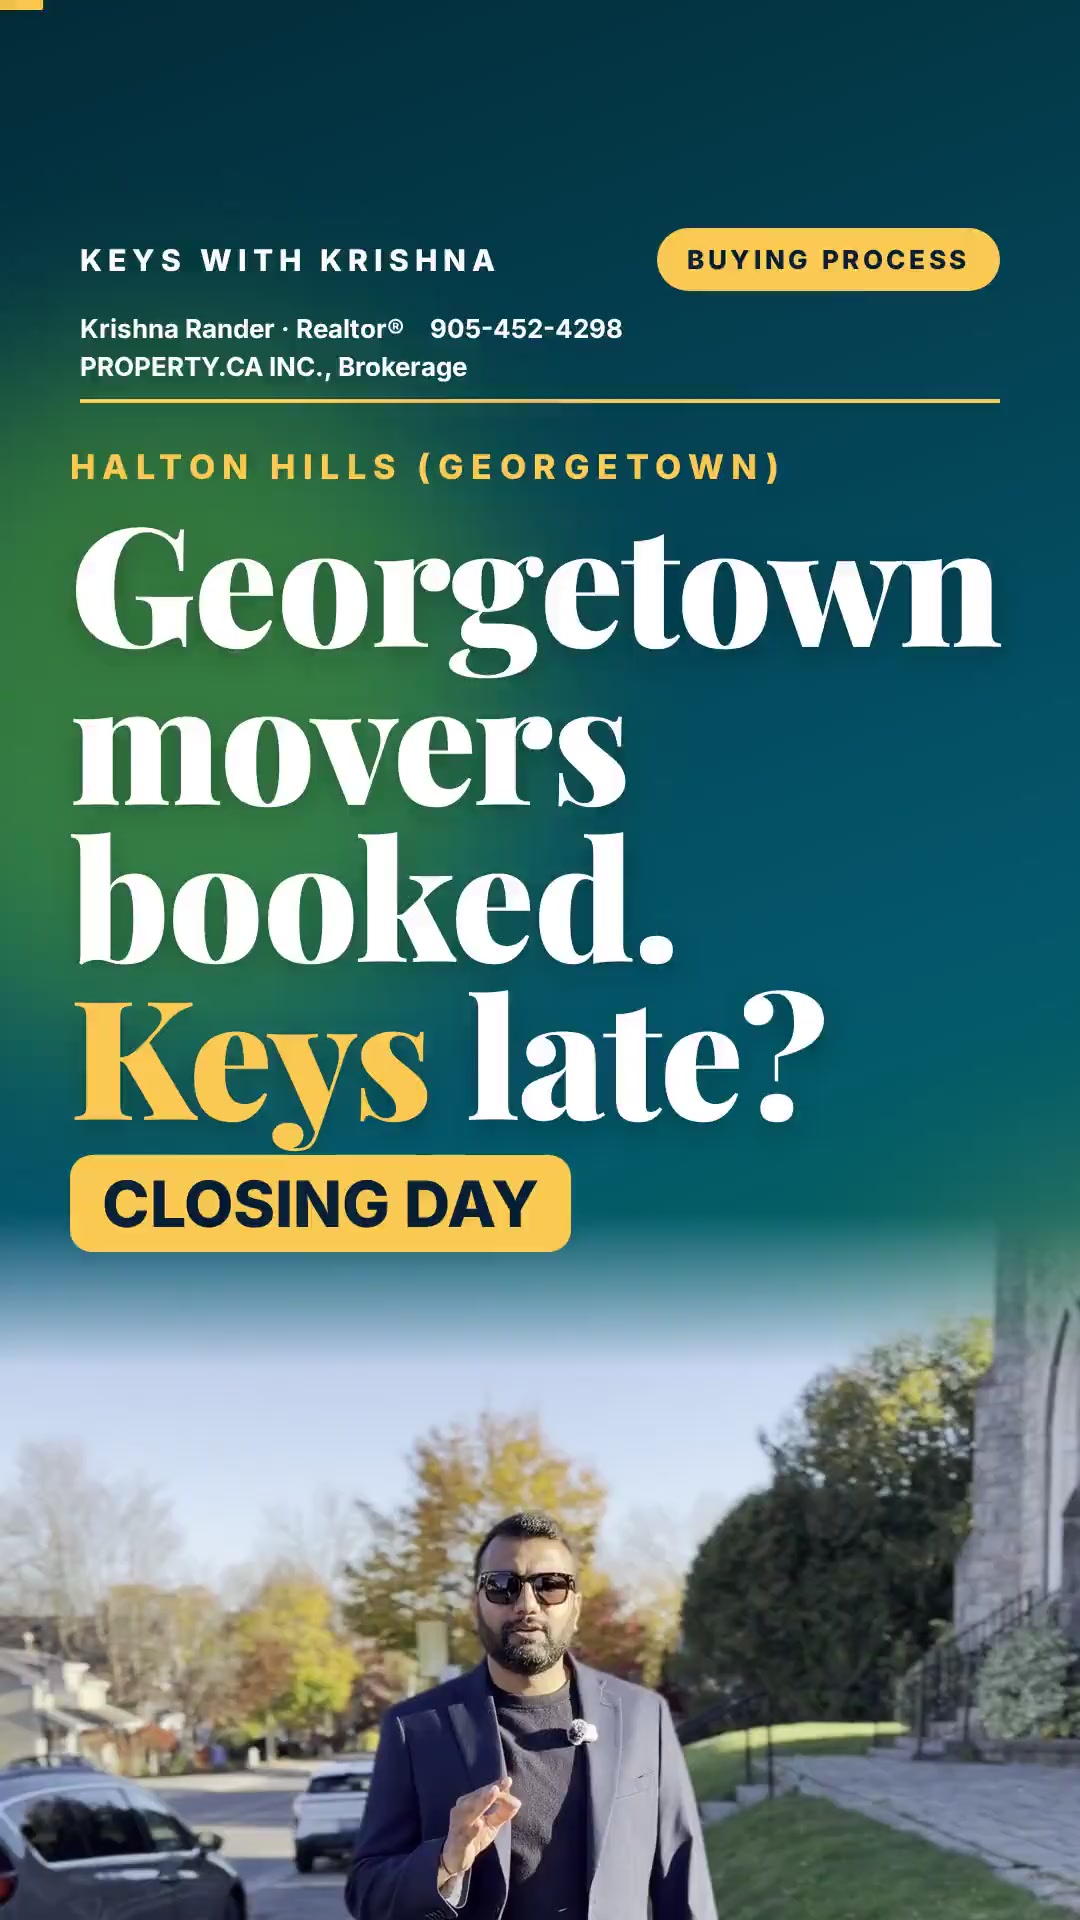 KEYS WITH KRISHNA
BUYING PROCESS
Krishna Rander · Realtor® 905-452-4298
PROPERTY.CA INC., Brokerage
HALTON HILLS (GEORGETOWN)
Georgetown
movers
booked.
Keys late?
CLOSING DAY